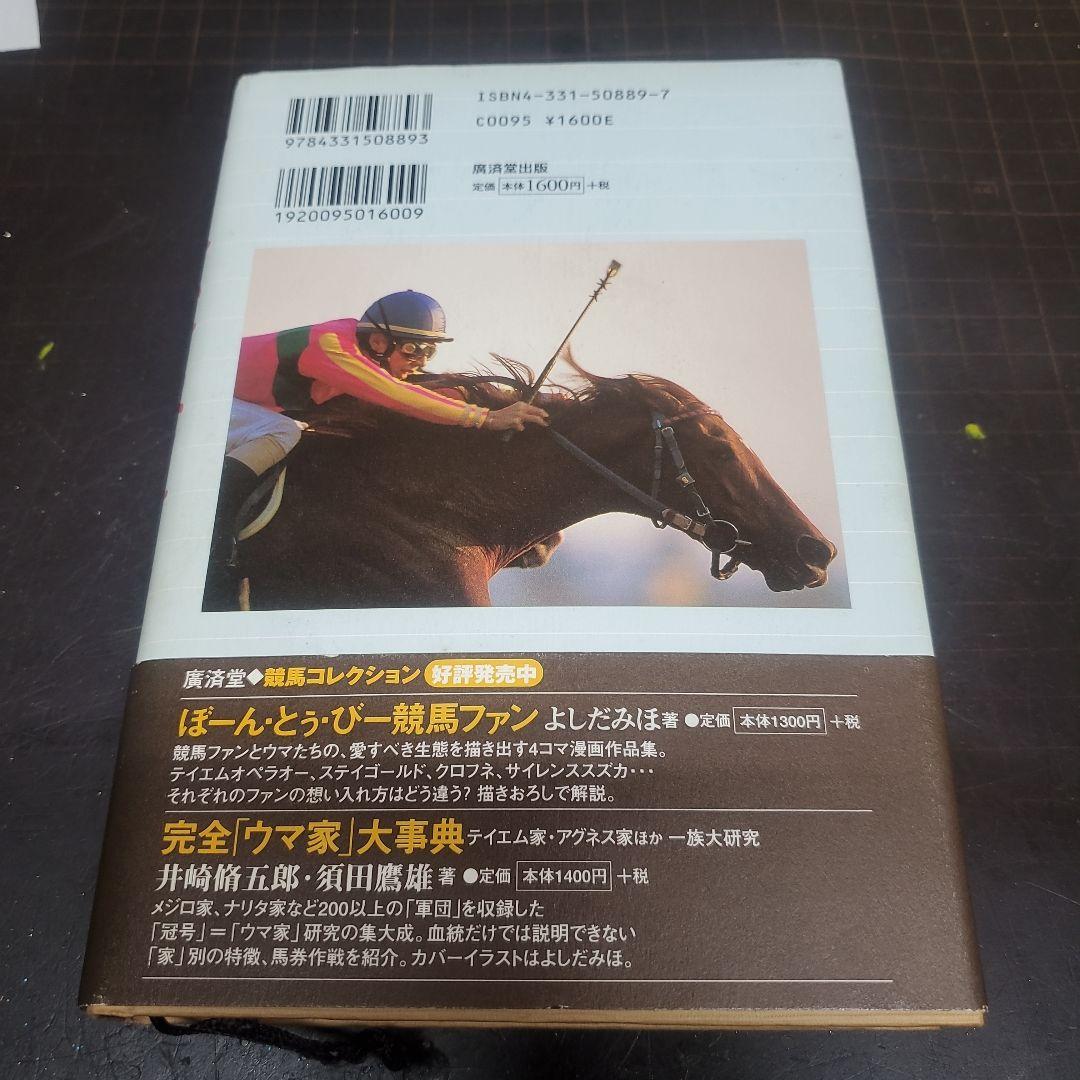 9784331508893
ISBN4-331-50889-7
C0095 ¥1600E
1920095016009
廣済堂出版
定価 本体1600円 +税
廣済堂◆競馬コレクション 好評発売中
ぼーん・とぅ・びー競馬ファン よしだみほ著 ●定価 本体1300円 +税
競馬ファンとウマたちの、愛すべき生態を描き出す4コマ漫画作品集。
テイエムオペラオー、ステイゴールド、クロフネ、サイレンススズカ・・・
それぞれのファンの想い入れ方はどう違う? 描きおろしで解説。
完全「ウマ家」大事典 テイエム家・アグネス家ほか 一族大研究
井崎脩五郎・須田鷹雄 著 ●定価 本体1400円 +税
メジロ家、ナリタ家など200以上の「軍団」を収録した
「冠号」=「ウマ家」研究の集大成。血統だけでは説明できない
「家」別の特徴、馬券作戦を紹介。カバーイラストはよしだみほ。